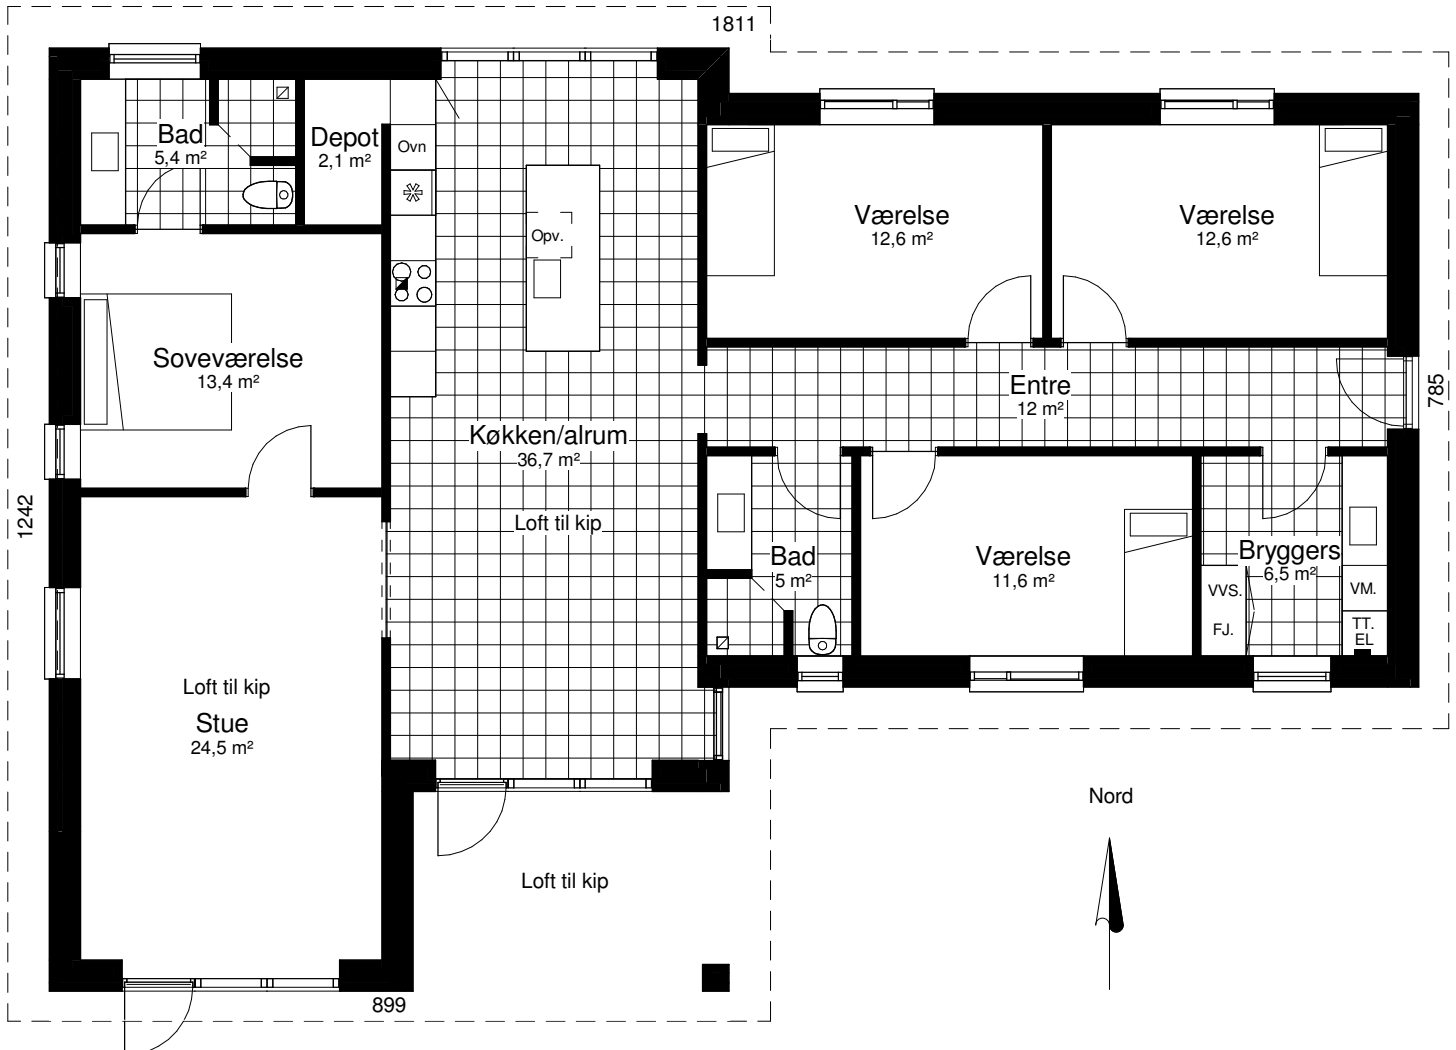 1811
Bad
5,4 m²
Depot
2,1 m²
Ovn
Opv.
Værelse
12,6 m²
Værelse
12,6 m²
Soveværelse
13,4 m²
Entre
12 m²
785
Køkken/alrum
36,7 m²
Loft til kip
1242
Bad
5 m²
Værelse
11,6 m²
Bryggers
6,5 m²
VVS.
FJ.
VM.
TT.
EL
Loft til kip
Stue
24,5 m²
Nord
Loft til kip
899